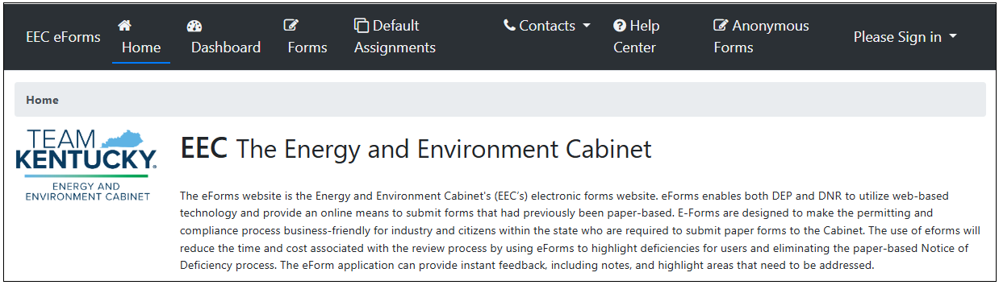 EEC eForms
Home
Dashboard
Forms
Default
Assignments
Contacts
Help
Center
Anonymous
Forms
Please Sign in
Home
TEAM
KENTUCKY®
ENERGY AND
ENVIRONMENT CABINET
EEC The Energy and Environment Cabinet
The eForms website is the Energy and Environment Cabinet's (EEC's) electronic forms website. eForms enables both DEP and DNR to utilize web-based
technology and provide an online means to submit forms that had previously been paper-based. E-Forms are designed to make the permitting and
compliance process business-friendly for industry and citizens within the state who are required to submit paper forms to the Cabinet. The use of eforms will
reduce the time and cost associated with the review process by using eForms to highlight deficiencies for users and eliminating the paper-based Notice of
Deficiency process. The eForm application can provide instant feedback, including notes, and highlight areas that need to be addressed.